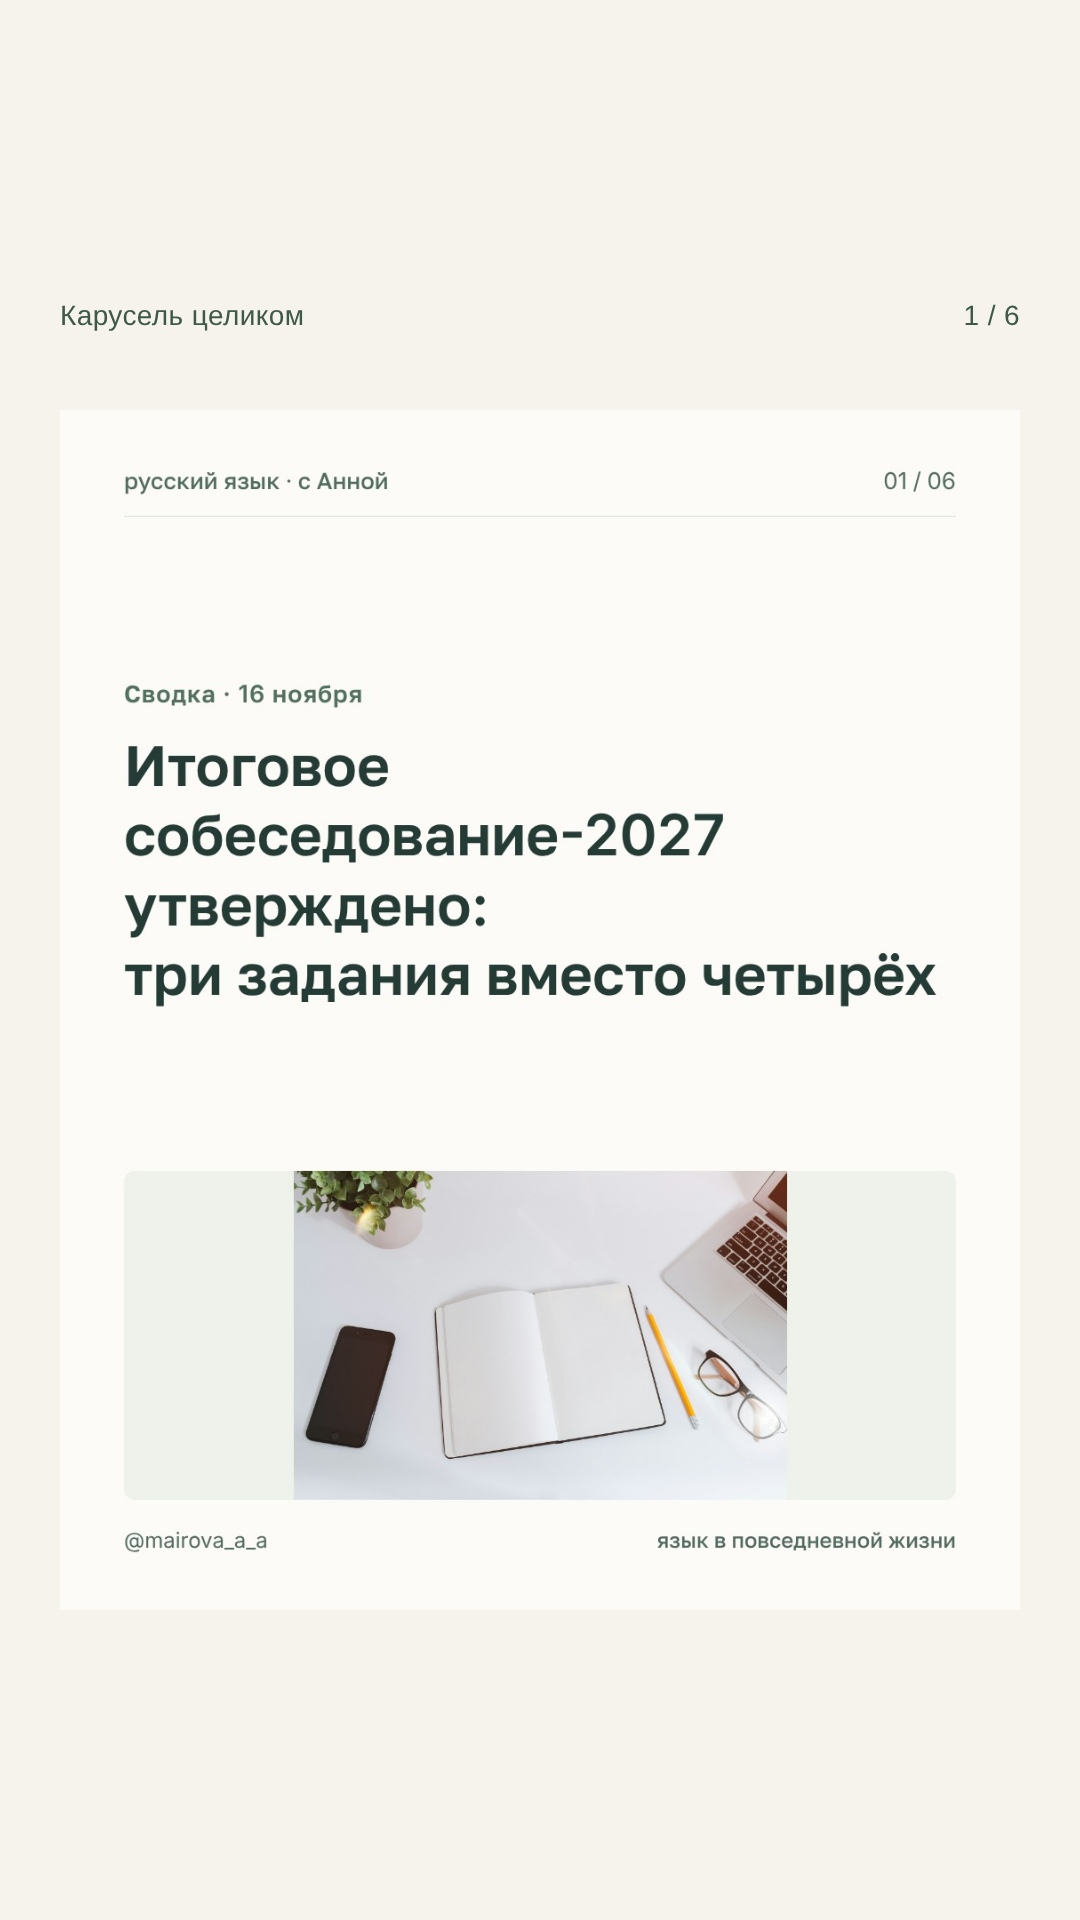 Карусель целиком
1 / 6
русский язык · с Анной
01 / 06
Сводка · 16 ноября
Итоговое
собеседование-2027
утверждено:
три задания вместо четырёх
@mairova_a_a
язык в повседневной жизни